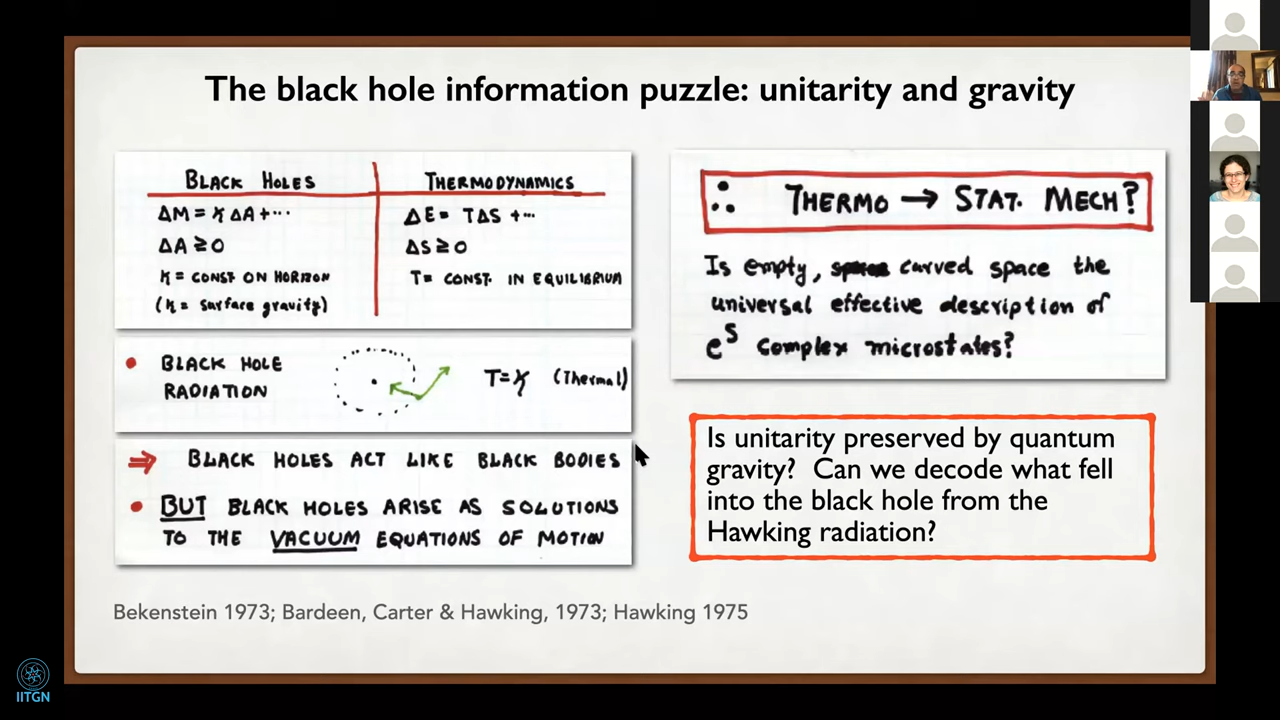 The black hole information puzzle: unitarity and gravity
BLACK HOLES
THERMODYNAMICS
ΔM = κ ΔA + ...
ΔE = TΔS + ...
ΔA ≥ 0
ΔS ≥ 0
κ = CONST ON HORIZON
T = CONST. IN EQUILIBRIUM
(κ = surface gravity)
• BLACK HOLE
RADIATION
T = κ (Thermal)
⇒ BLACK HOLES ACT LIKE BLACK BODIES
• BUT BLACK HOLES ARISE AS SOLUTIONS
TO THE VACUUM EQUATIONS OF MOTION
∴ THERMO → STAT. MECH?
Is empty, curved space the
universal effective description of
e^S complex microstates?
Is unitarity preserved by quantum
gravity? Can we decode what fell
into the black hole from the
Hawking radiation?
Bekenstein 1973; Bardeen, Carter & Hawking, 1973; Hawking 1975
IITGN